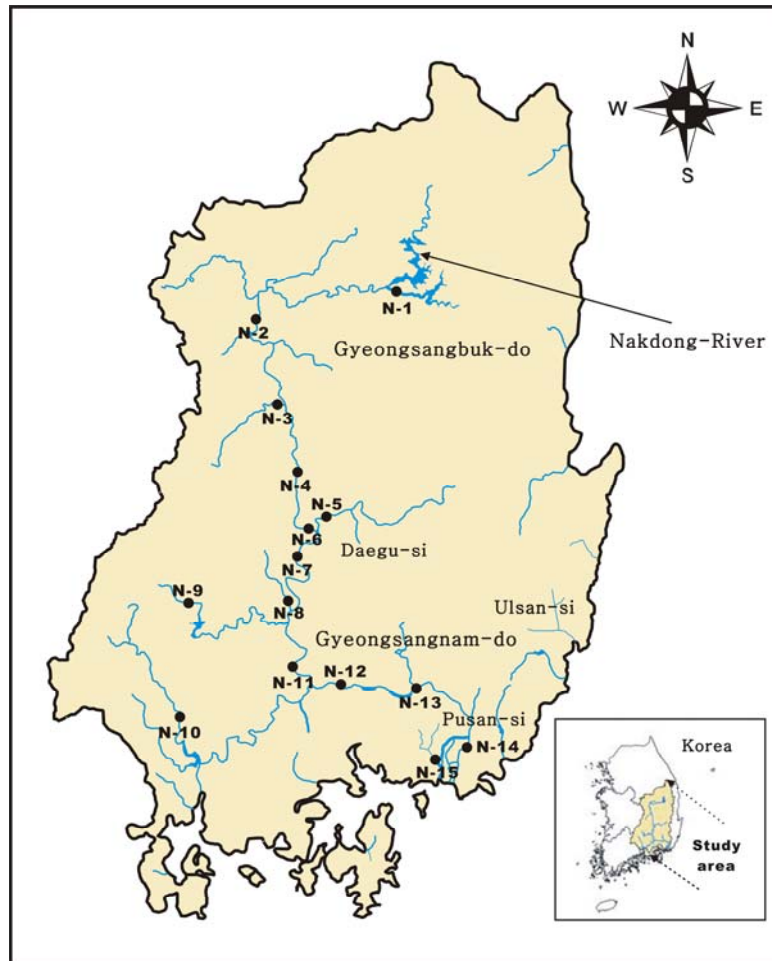 N
W E
S
N-1
N-2
Gyeongsangbuk-do
Nakdong-River
N-3
N-4
N-5
N-6
Daegu-si
N-7
N-9
N-8
Ulsan-si
Gyeongsangnam-do
N-11
N-12
N-13
N-10
Pusan-si
N-14
N-15
Korea
Study
area